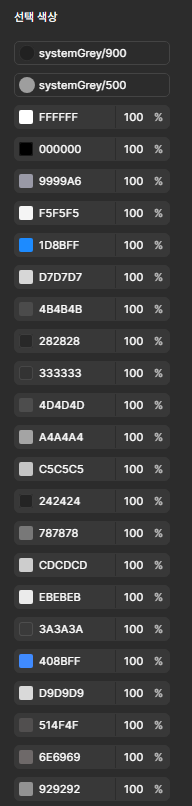 선택 색상
systemGrey/900
systemGrey/500
FFFFFF 100 %
000000 100 %
9999A6 100 %
F5F5F5 100 %
1D8BFF 100 %
D7D7D7 100 %
4B4B4B 100 %
282828 100 %
333333 100 %
4D4D4D 100 %
A4A4A4 100 %
C5C5C5 100 %
242424 100 %
787878 100 %
CDCDCD 100 %
EBEBEB 100 %
3A3A3A 100 %
408BFF 100 %
D9D9D9 100 %
514F4F 100 %
6E6969 100 %
929292 100 %